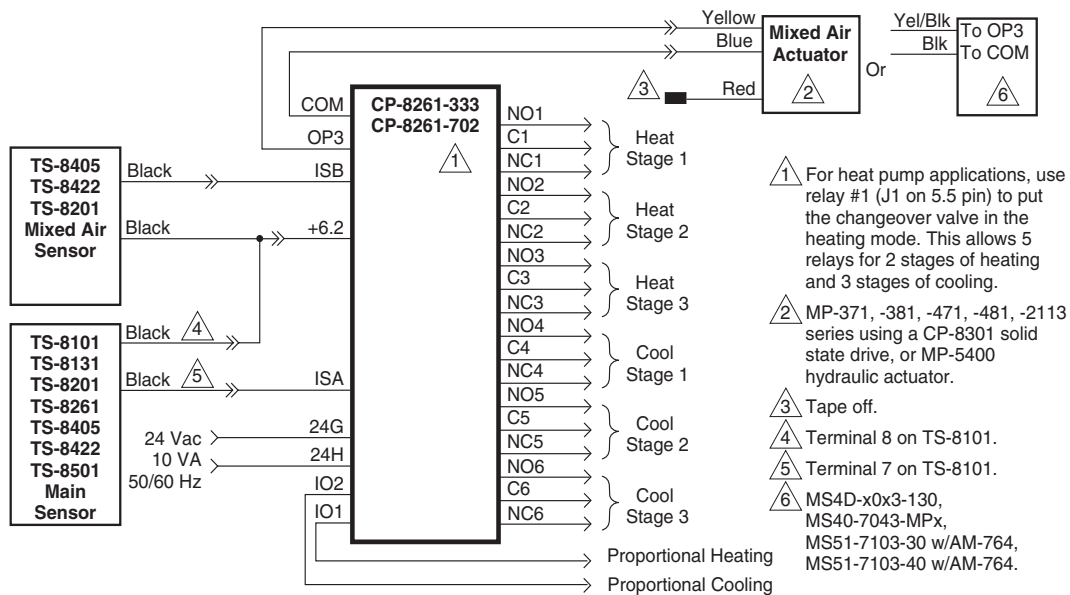 Yellow
Blue
Red
3
Mixed Air
Actuator
2
Or
Yel/Blk
Blk
To OP3
To COM
6
COM
OP3
ISB
+6.2
ISA
24G
24H
IO2
IO1
CP-8261-333
CP-8261-702
1
TS-8405
TS-8422
TS-8201
Mixed Air
Sensor
Black
Black
TS-8101
TS-8131
TS-8201
TS-8261
TS-8405
TS-8422
TS-8501
Main
Sensor
Black
4
Black
5
24 Vac
10 VA
50/60 Hz
NO1
C1
NC1
Heat
Stage 1
NO2
C2
NC2
Heat
Stage 2
NO3
C3
NC3
Heat
Stage 3
NO4
C4
NC4
Cool
Stage 1
NO5
C5
NC5
Cool
Stage 2
NO6
C6
NC6
Cool
Stage 3
Proportional Heating
Proportional Cooling
1 For heat pump applications, use
relay #1 (J1 on 5.5 pin) to put
the changeover valve in the
heating mode. This allows 5
relays for 2 stages of heating
and 3 stages of cooling.
2 MP-371, -381, -471, -481, -2113
series using a CP-8301 solid
state drive, or MP-5400
hydraulic actuator.
3 Tape off.
4 Terminal 8 on TS-8101.
5 Terminal 7 on TS-8101.
6 MS4D-x0x3-130,
MS40-7043-MPx,
MS51-7103-30 w/AM-764,
MS51-7103-40 w/AM-764.